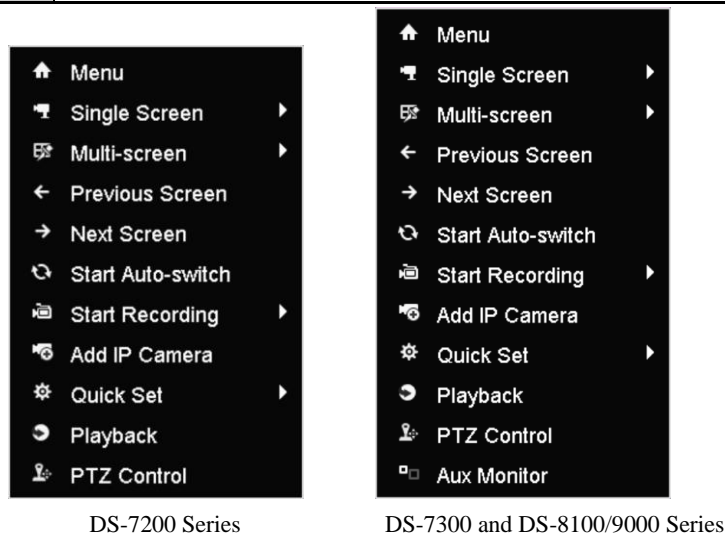 Menu
Single Screen
Multi-screen
Previous Screen
Next Screen
Start Auto-switch
Start Recording
Add IP Camera
Quick Set
Playback
PTZ Control
DS-7200 Series
Menu
Single Screen
Multi-screen
Previous Screen
Next Screen
Start Auto-switch
Start Recording
Add IP Camera
Quick Set
Playback
PTZ Control
Aux Monitor
DS-7300 and DS-8100/9000 Series